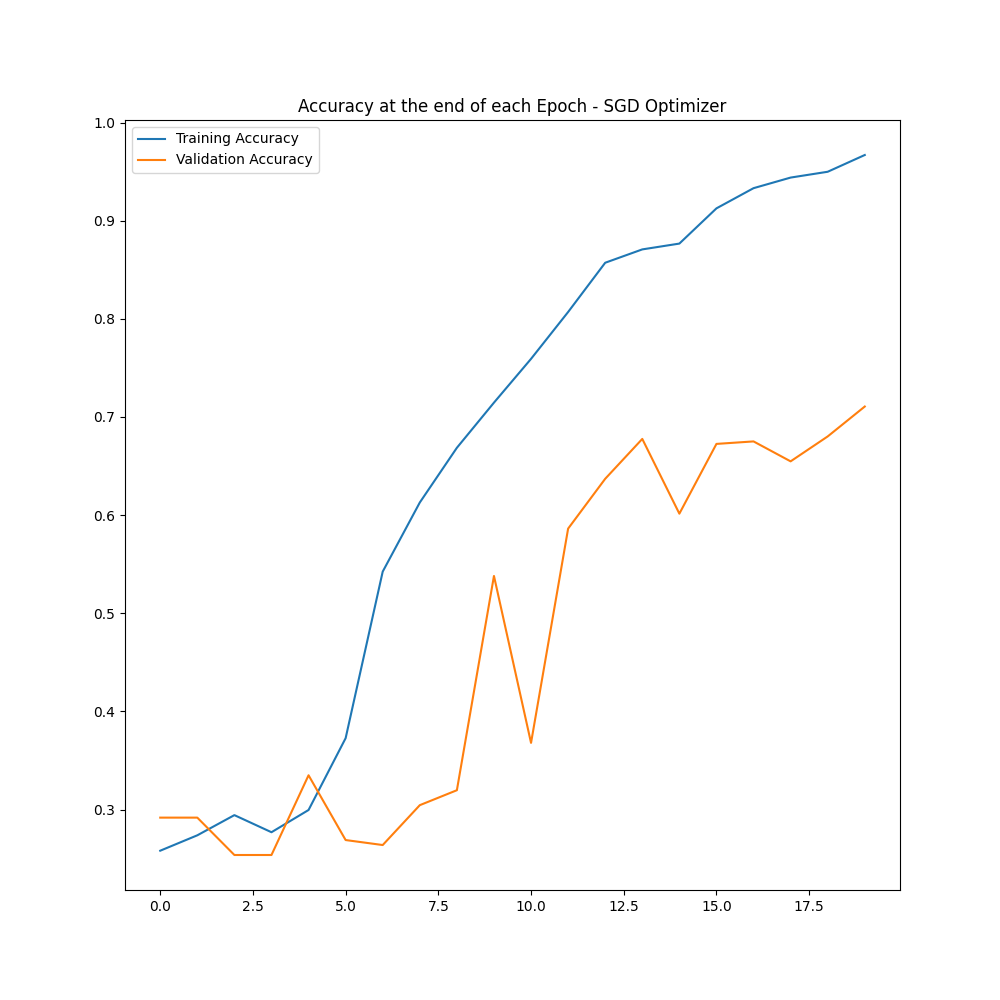 Accuracy at the end of each Epoch - SGD Optimizer
Training Accuracy
Validation Accuracy
1.0
0.9
0.8
0.7
0.6
0.5
0.4
0.3
0.0 2.5 5.0 7.5 10.0 12.5 15.0 17.5